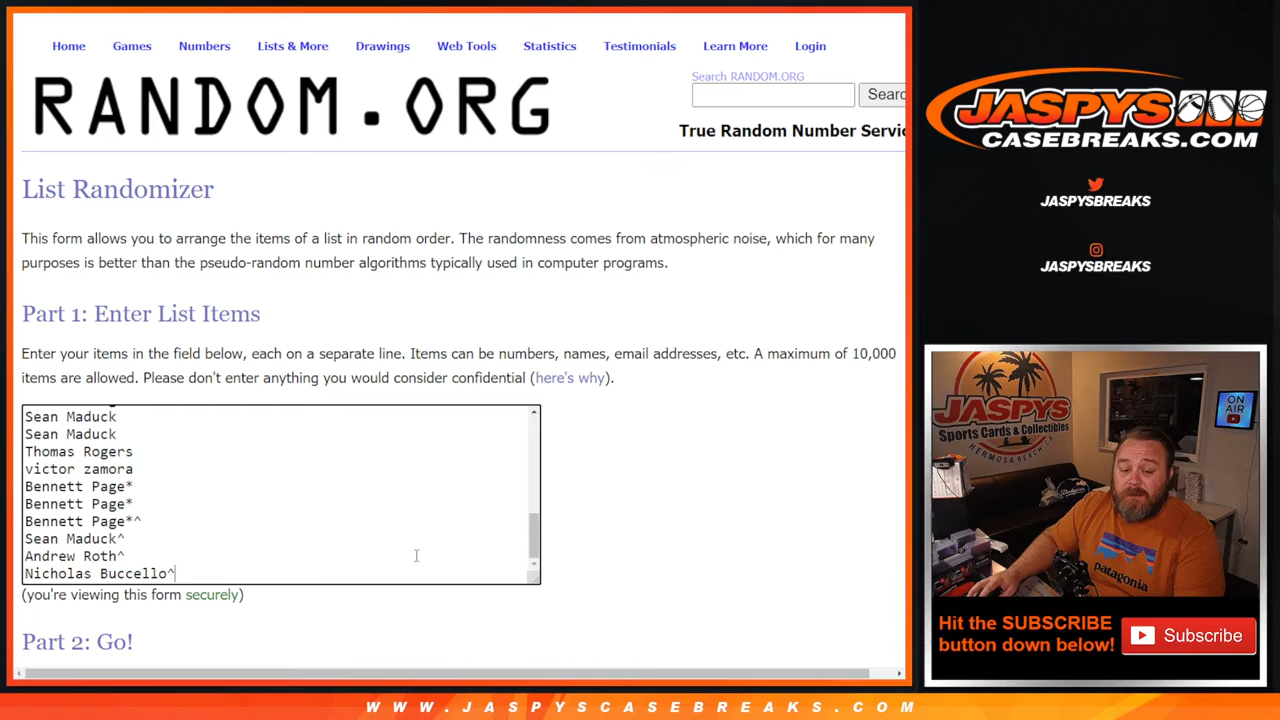 Home Games Numbers Lists & More Drawings Web Tools Statistics Testimonials Learn More Login
RANDOM.ORG
Search RANDOM.ORG
True Random Number
List Randomizer
This form allows you to arrange the items of a list in random order. The randomness comes from atmospheric noise, which for many
purposes is better than the pseudo-random number algorithms typically used in computer programs.
Part 1: Enter List Items
Enter your items in the field below, each on a separate line. Items can be numbers, names, email addresses, etc. A maximum of 10,000
items are allowed. Please don't enter anything you would consider confidential (here's why).
Sean Maduck
Sean Maduck
Thomas Rogers
victor zamora
Bennett Page*
Bennett Page*
Bennett Page*^
Sean Maduck^
Andrew Roth^
Nicholas Buccello^
(you're viewing this form securely)
Part 2: Go!
JASPYS
CASEBREAKS.COM
JASPYSBREAKS
JASPYSBREAKS
JASPYS
Sports Cards & Collectibles
HERMOSA BEACH, CA
ON
AIR
patagonia
Hit the SUBSCRIBE
button down below!
Subscribe
WWW.JASPYSCASEBREAKS.COM